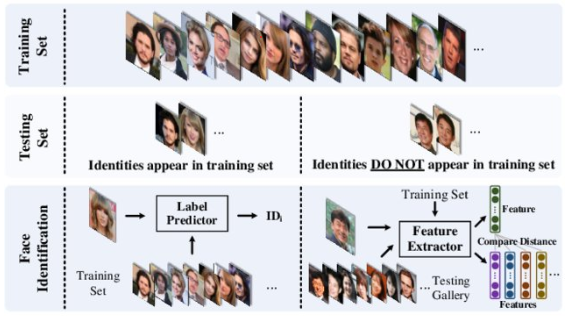 Training
Set
...
Testing
Set
...
Identities appear in training set
...
Identities DO NOT appear in training set
Face
Identification
Label
Predictor
IDi
Training
Set
...
Training Set
Feature
Extractor
Feature
Compare Distance
... Testing
Gallery
...
Features